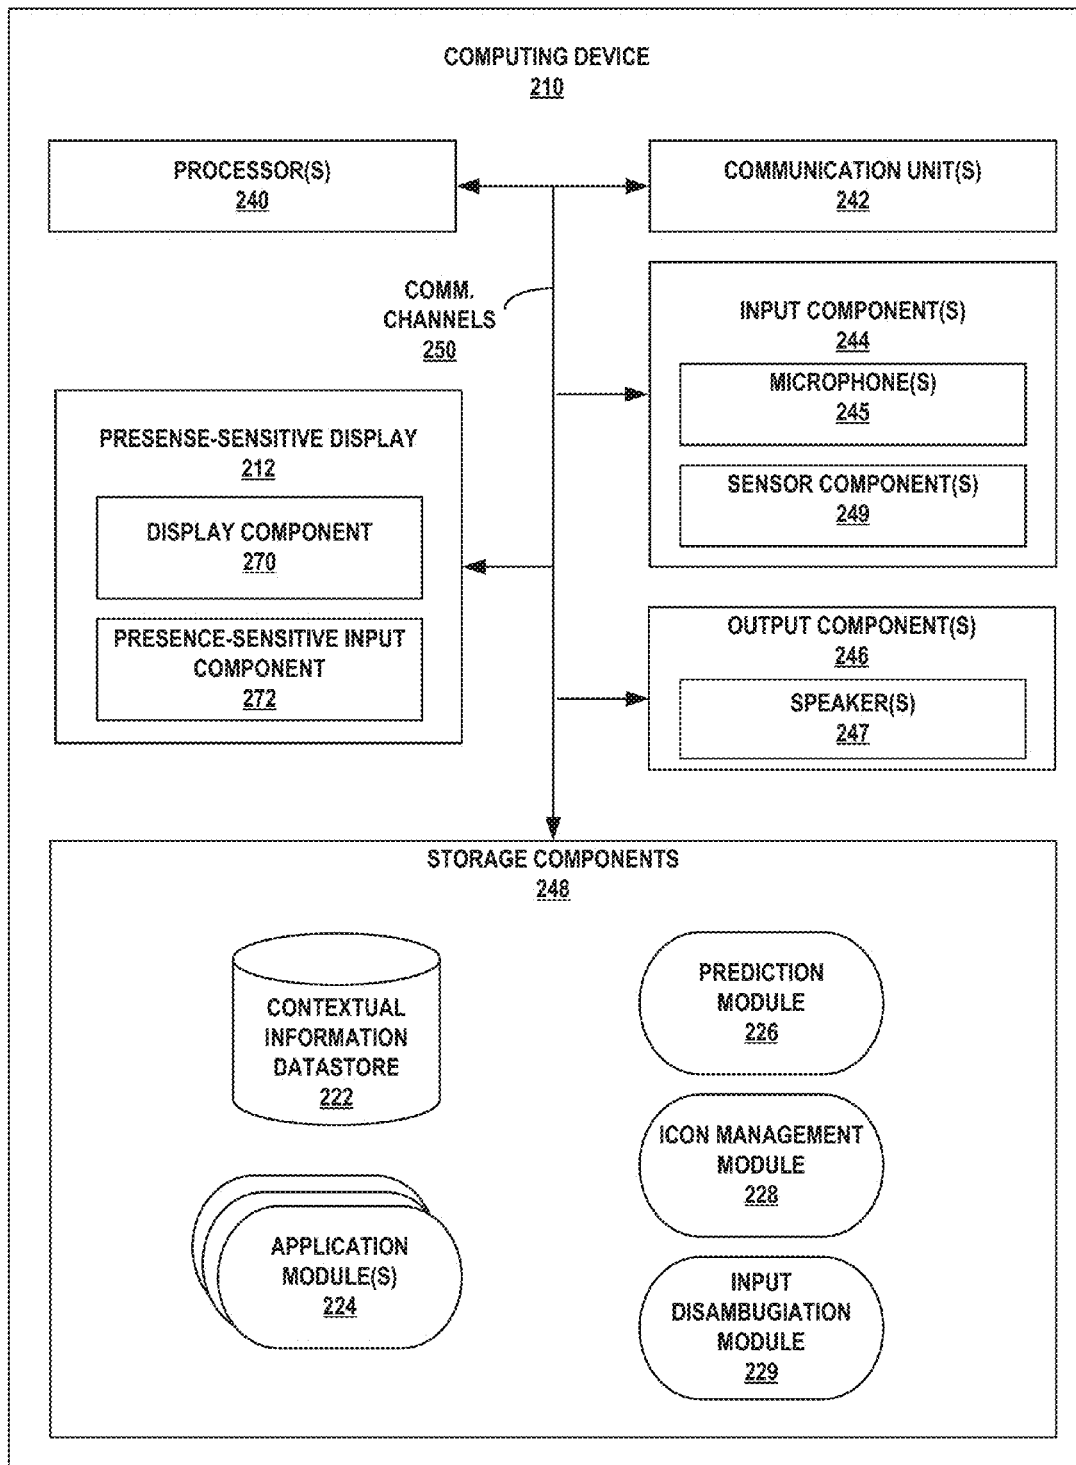 COMPUTING DEVICE
210
PROCESSOR(S)
240
COMMUNICATION UNIT(S)
242
COMM.
CHANNELS
250
INPUT COMPONENT(S)
244
MICROPHONE(S)
245
SENSOR COMPONENT(S)
249
PRESENSE-SENSITIVE DISPLAY
212
DISPLAY COMPONENT
270
PRESENCE-SENSITIVE INPUT
COMPONENT
272
OUTPUT COMPONENT(S)
246
SPEAKER(S)
247
STORAGE COMPONENTS
248
CONTEXTUAL
INFORMATION
DATASTORE
222
APPLICATION
MODULE(S)
224
PREDICTION
MODULE
226
ICON MANAGEMENT
MODULE
228
INPUT
DISAMBUGIATION
MODULE
229